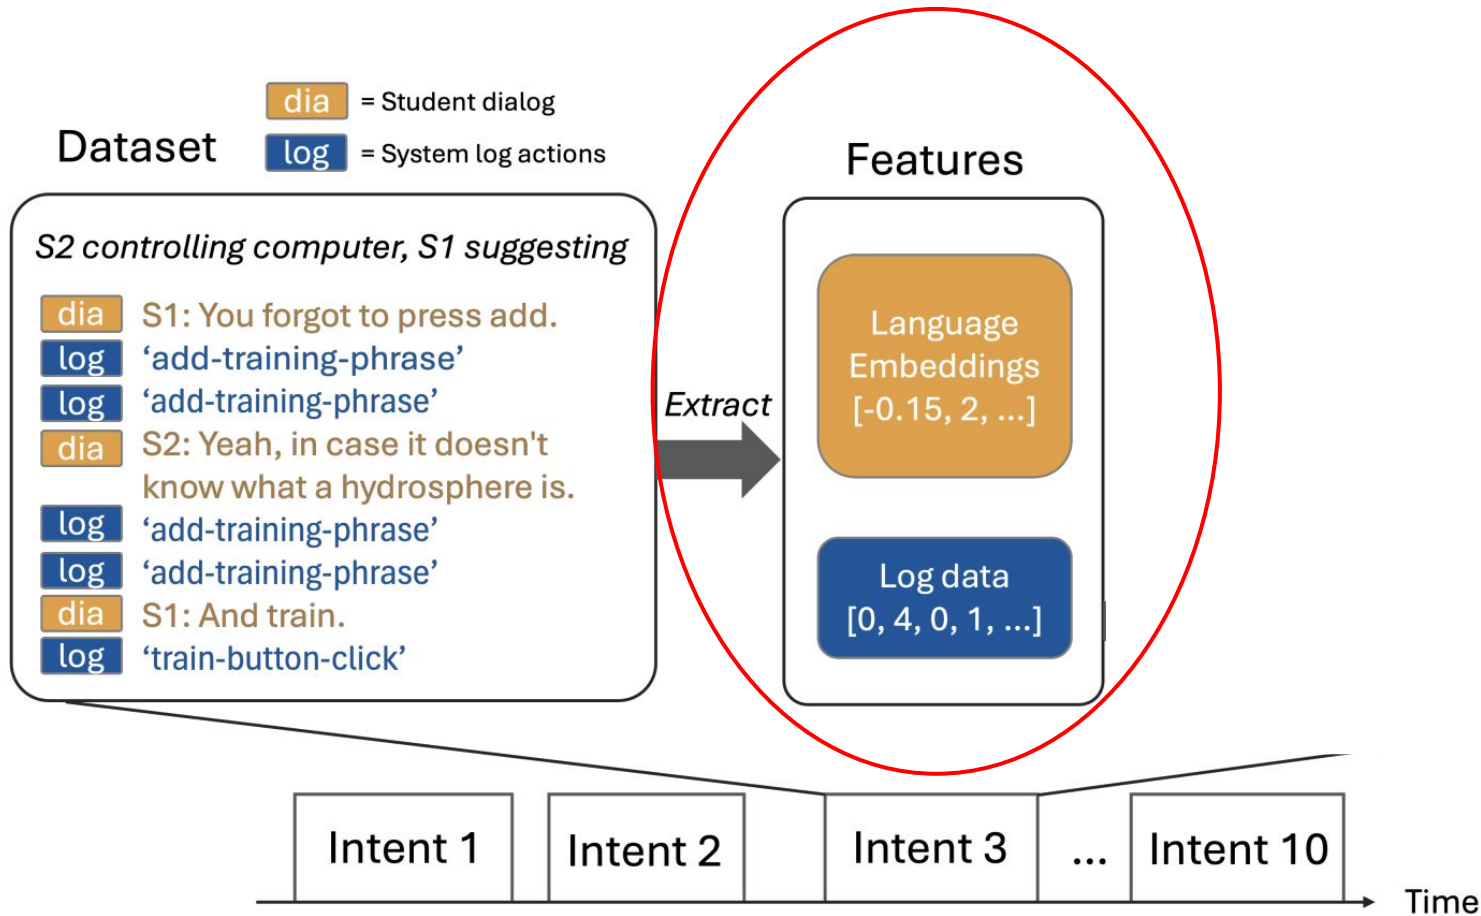 dia = Student dialog
Dataset
log = System log actions
Features
S2 controlling computer, S1 suggesting
dia S1: You forgot to press add.
log ‘add-training-phrase’
log ‘add-training-phrase’
dia S2: Yeah, in case it doesn't
know what a hydrosphere is.
log ‘add-training-phrase’
log ‘add-training-phrase’
dia S1: And train.
log ‘train-button-click’
Extract
Language
Embeddings
[-0.15, 2, ...]
Log data
[0, 4, 0, 1, ...]
Intent 1
Intent 2
Intent 3
...
Intent 10
Time